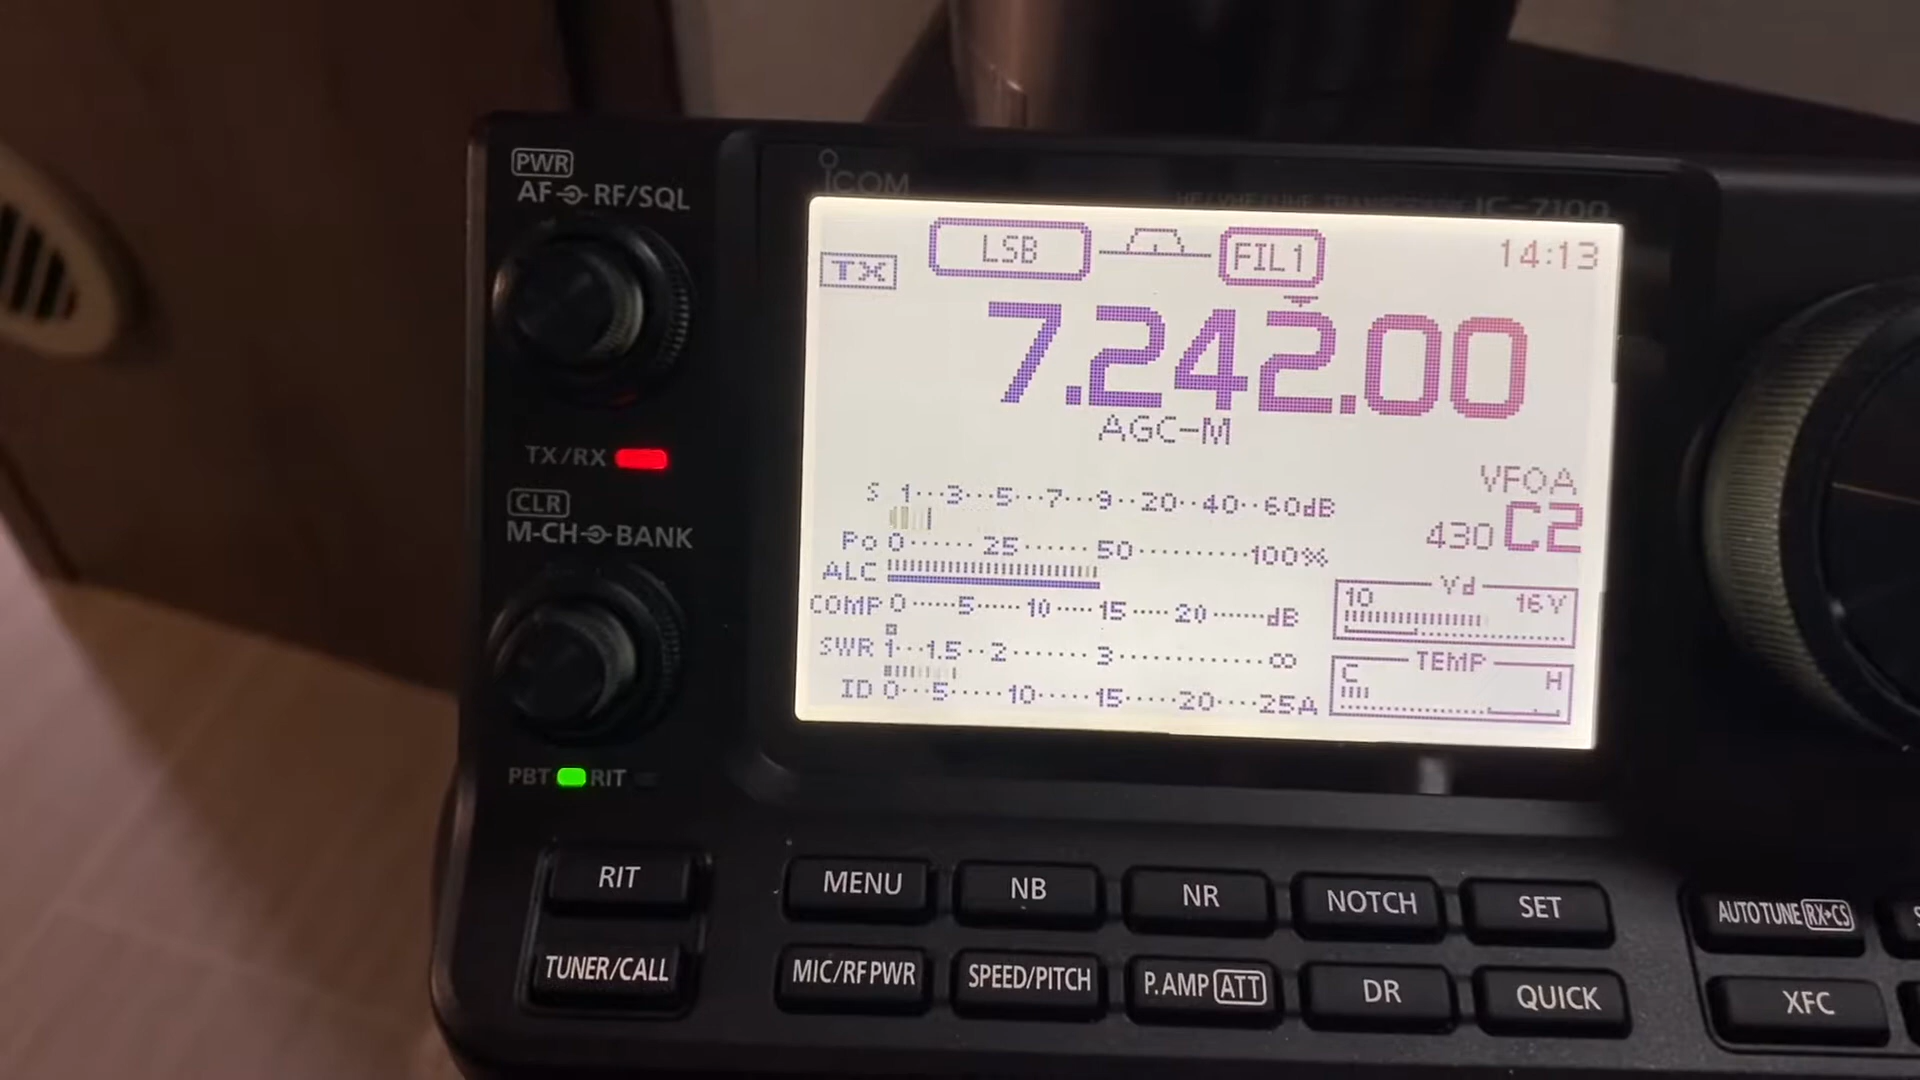 PWR
AF RF/SQL
ICOM
IC-7100
TX
LSB
FIL1
14:13
7.242.00
AGC-M
TX/RX
VFOA
430 C2
CLR
M-CH BANK
S 1···3···5···7···9··20··40··60dB
Po 0······25······50·········100%
ALC
COMP 0·····5·····10····15·····20······dB
SWR 1···1.5··2······3···········∞
ID 0···5·····10·····15·····20····25A
Vd
10 16V
TEMP
C H
PBT RIT
RIT
MENU
NB
NR
NOTCH
SET
AUTOTUNE RX→CS
TUNER/CALL
MIC/RF PWR
SPEED/PITCH
P.AMP ATT
DR
QUICK
XFC